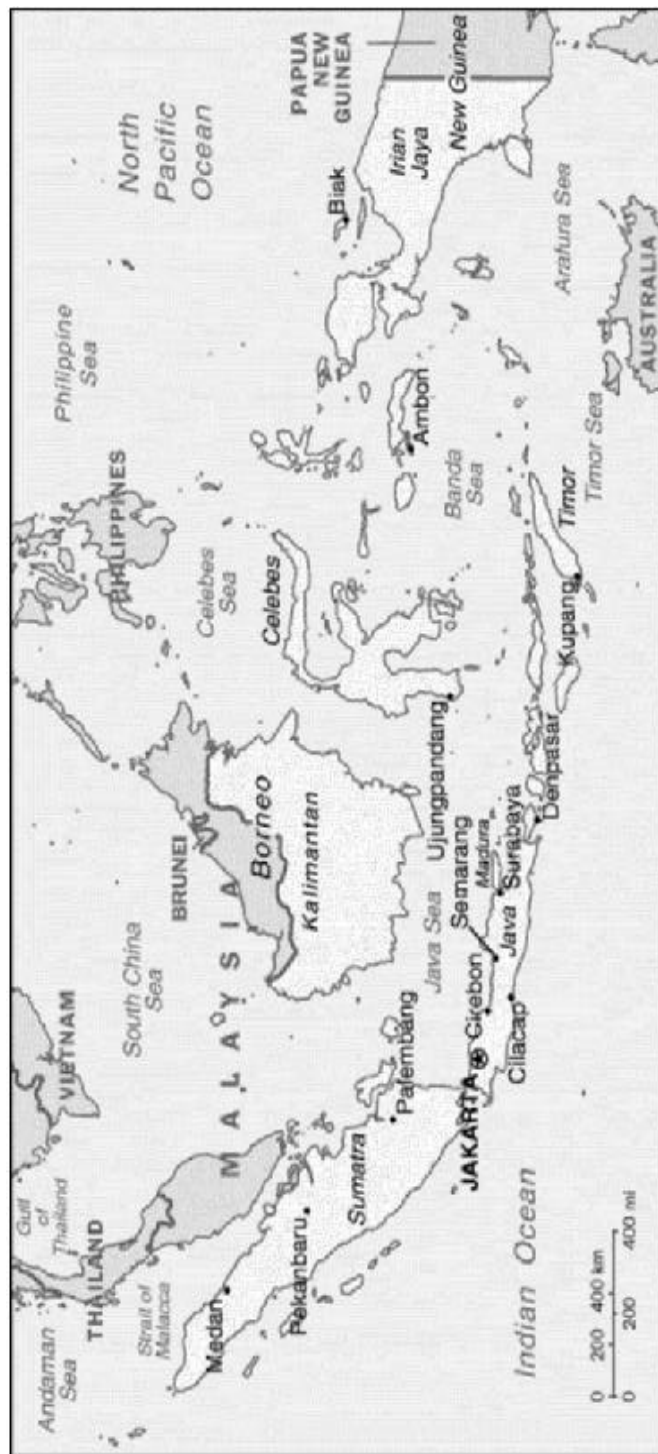 Andaman
Sea
THAILAND
Gulf
of
Thailand
VIETNAM
South China
Sea
PHILIPPINES
Philippine
Sea
North
Pacific
Ocean
Strait of
Malacca
MALAYSIA
BRUNEI
Celebes
Sea
PAPUA
NEW
GUINEA
Medan
Pekanbaru
Sumatra
Borneo
Kalimantan
Celebes
Biak
Irian
Jaya
New Guinea
Palembang
Java Sea
Ujungpandang
Ambon
Banda
Sea
JAKARTA
Cirebon
Semarang
Madura
Surabaya
Java
Cilacap
Denpasar
Kupang
Timor
Timor Sea
Arafura Sea
AUSTRALIA
Indian Ocean
0 200 400 km
0 200 400 mi